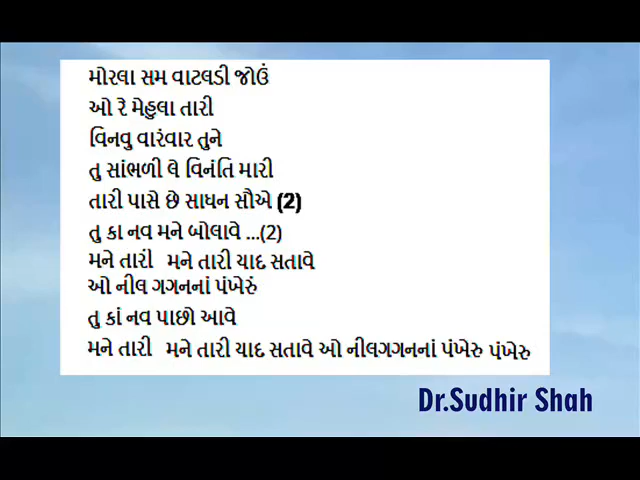 મોરલા સમ વાટલડી જોઉં
ઓ રે મેહુલા તારી
વિનવુ વારંવાર તુને
તુ સાંભળી લે વિનંતિ મારી
તારી પાસે છે સાધન સૌએ (2)
તુ કા નવ મને બોલાવે ...(2)
મને તારી મને તારી યાદ સતાવે
ઓ નીલ ગગનનાં પંખેરું
તુ કાં નવ પાછો આવે
મને તારી મને તારી યાદ સતાવે ઓ નીલગગનનાં પંખેરુ પંખેરુ
Dr.Sudhir Shah